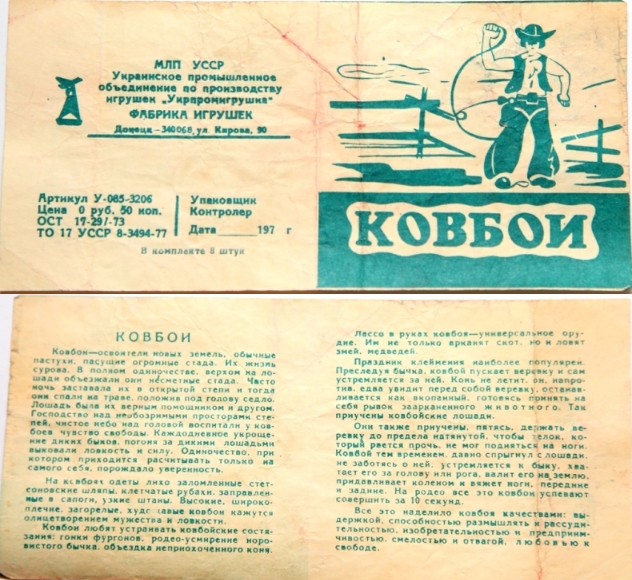 МЛП УССР
Украинское промышленное
объединение по производству
игрушек „Укрпромигрушка"
ФАБРИКА ИГРУШЕК
Донецк—340068, ул. Кирова, 90
Артикул У-085-3206
Цена 0 руб. 50 коп.
ОСТ 17-29/-73
ТО 17 УССР 8-3494-77
Упаковщик
Контролер
Дата _____ 197 г
В комплекте 8 штук
КОВБОИ
КОВБОИ
Ковбои—освоители новых земель, обычные
пастухи, пасущие огромные стада. Их жизнь
сурова. В полном одиночестве, верхом на ло-
шади объезжали они несметные стада. Часто
ночь заставала их в открытой степи и тогда
они спали на траве, положив под голову седло.
Лошадь была их верным помощником и другом.
Господство над необозримыми просторами сте-
пей, чистое небо над головой воспитали у ков-
боев чувство свободы. Каждодневное укроще-
ние диких быков, погоня за дикими лошадьми
выковали ловкость и силу. Одиночество, при
котором приходится расчитывать только на
самого себя, порождало уверенность.
На ковбоях одеты лихо заломленные стет-
соновские шляпы, клетчатые рубахи, заправлен-
ные в сапоги, узкие штаны. Высокие, широко-
плечие, загорелые, худощавые ковбои кажутся
олицетворением мужества и ловкости.
Ковбои любят устраивать ковбойские состя-
зания: гонки фургонов, родео-усмирение норо-
вистого бычка, объездка неприхоченного коня.
Лассо в руках ковбоя—универсальное ору-
дие. Им не только арканят скот, но и ловят
змей, медведей.
Праздник клеймения наиболее популярен.
Преследуя бычка, ковбой пускает веревку и сам
устремляется за ней. Конь не летит, он, напро-
тив, едва увидит перед собой веревку, останав-
ливается как вкопанный, готовясь принять на
себя рывок заарканенного животного. Так
приучены ковбойские лошади.
Они также приучены, пятясь, держать ве-
ревку до предела натянутой, чтобы телок, ко-
торый рвется прочь, не мог подняться на ноги.
Ковбой тем временем, давно спрыгнул с лошади,
не заботясь о ней, устремляется к быку, хва-
тает его за голову или рога, валит его на землю,
придавливает коленом и вяжет ноги, передние
и задние. На родео все это ковбои успевают
совершить за 10 секунд.
Все это наделило ковбоя качествами: вы-
держкой, способностью размышлять и рассуди-
тельностью, изобретательностью и предприим-
чивостью, смелостью и отвагой, любовью к
свободе.